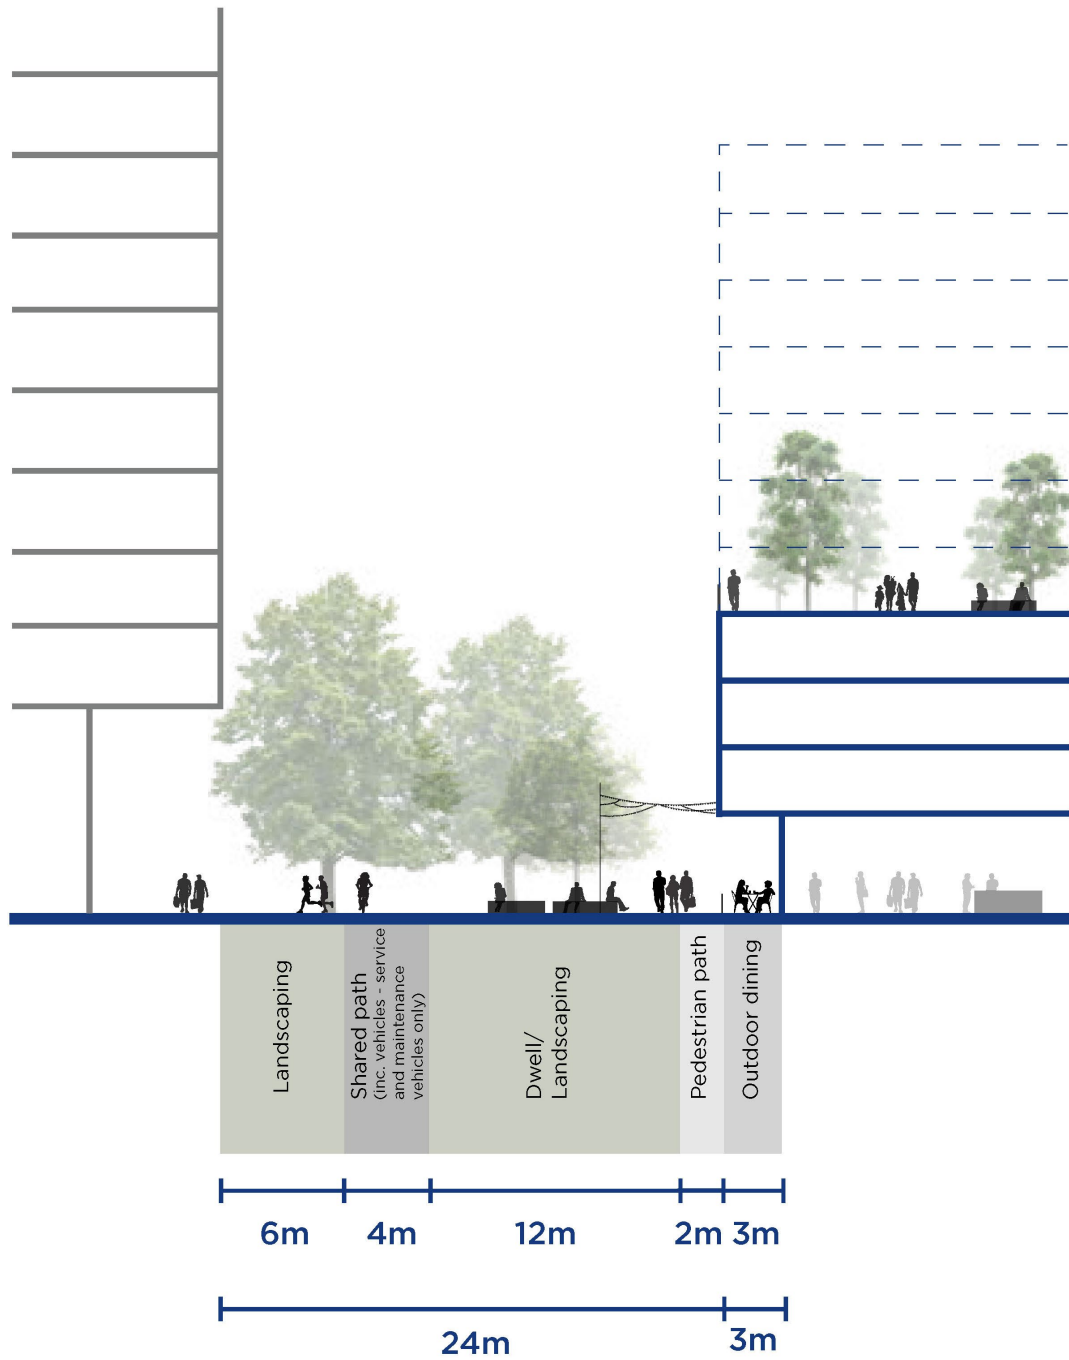 Landscaping
Shared path
(inc. vehicles - service
and maintenance
vehicles only)
Dwell/
Landscaping
Pedestrian path
Outdoor dining
6m
4m
12m
2m
3m
24m
3m